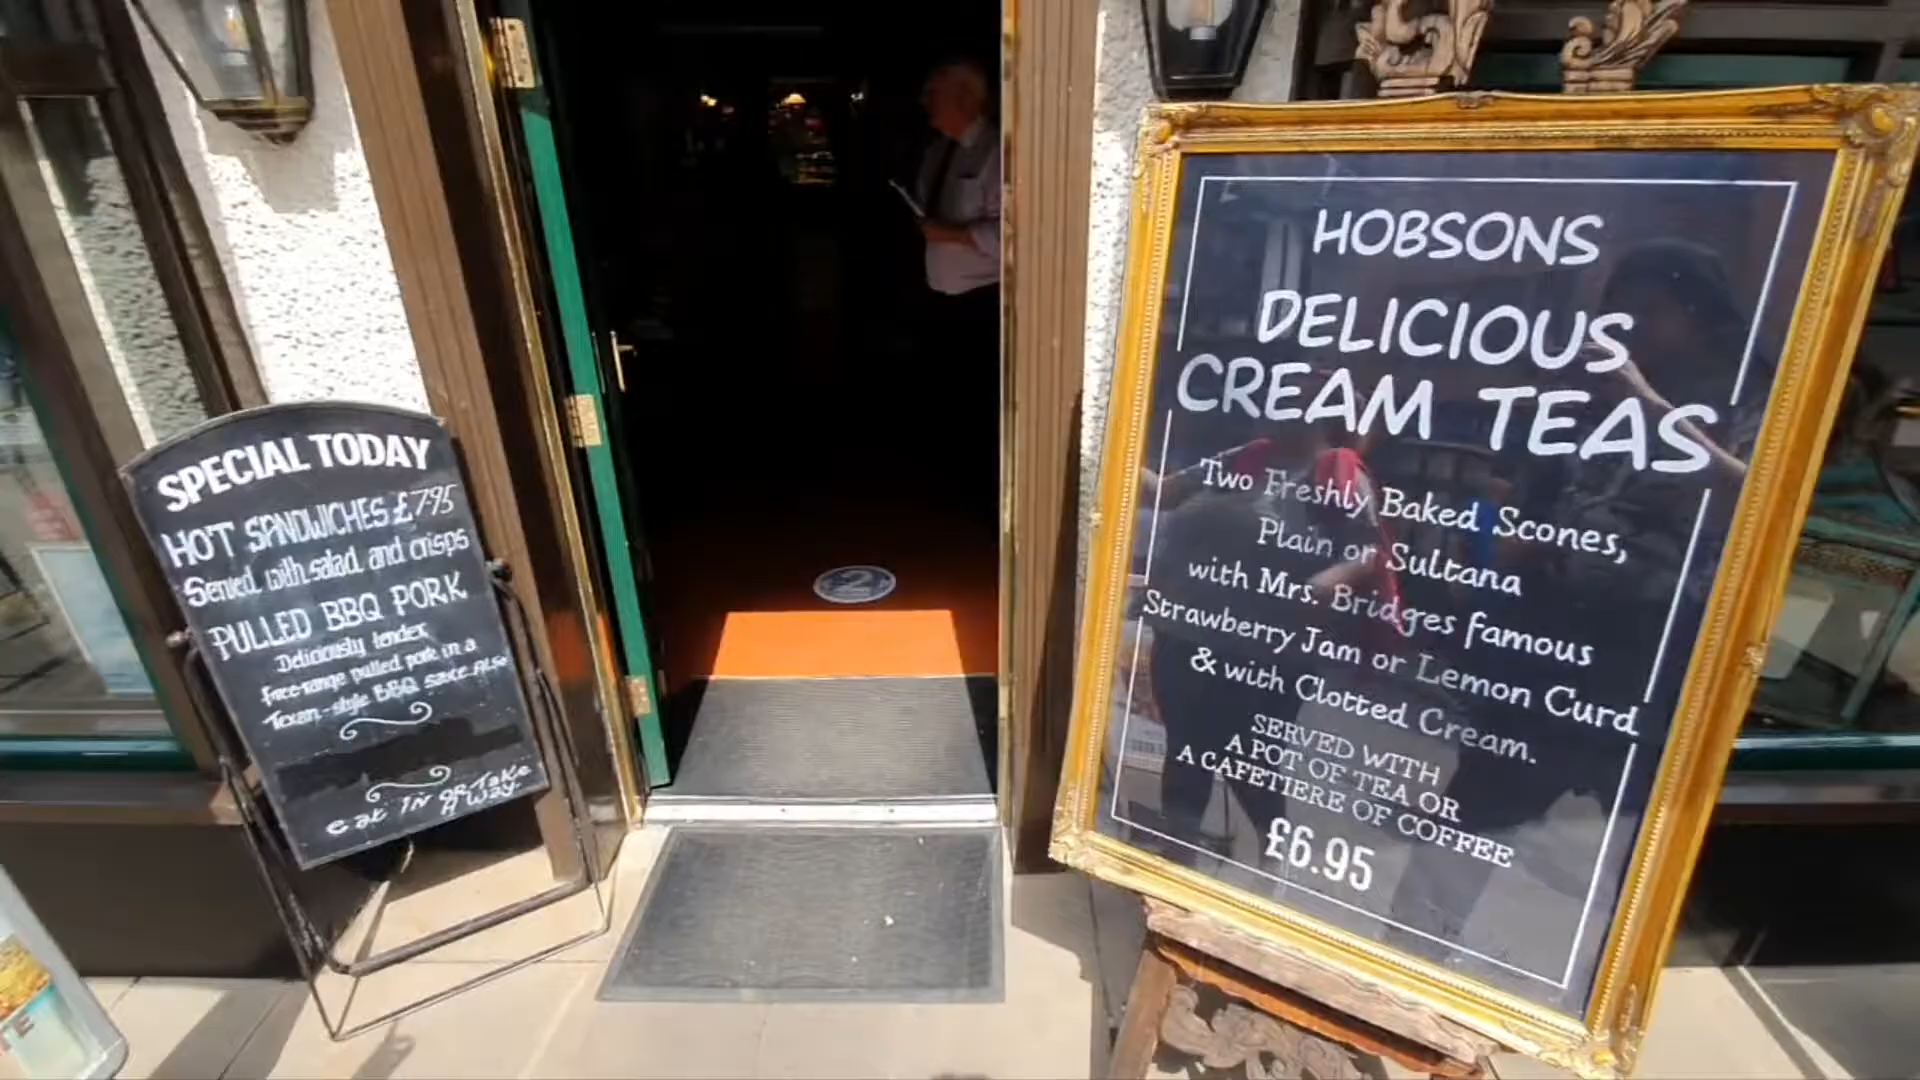 SPECIAL TODAY
HOT SANDWICHES £7.95
Served with salad and crisps
PULLED BBQ PORK
Deliciously tender
free-range pulled pork in a
Texan-style BBQ sauce. Also
eat IN OR TAKE
A WAY.
2
HOBSONS
DELICIOUS
CREAM TEAS
Two Freshly Baked Scones,
Plain or Sultana
with Mrs. Bridges famous
Strawberry Jam or Lemon Curd
& with Clotted Cream.
SERVED WITH
A POT OF TEA OR
A CAFETIERE OF COFFEE
£6.95